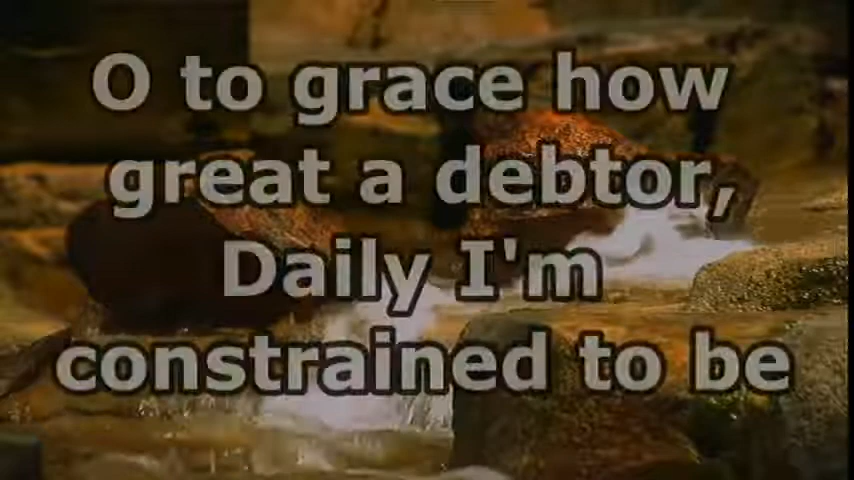 O to grace how
great a debtor,
Daily I'm
constrained to be